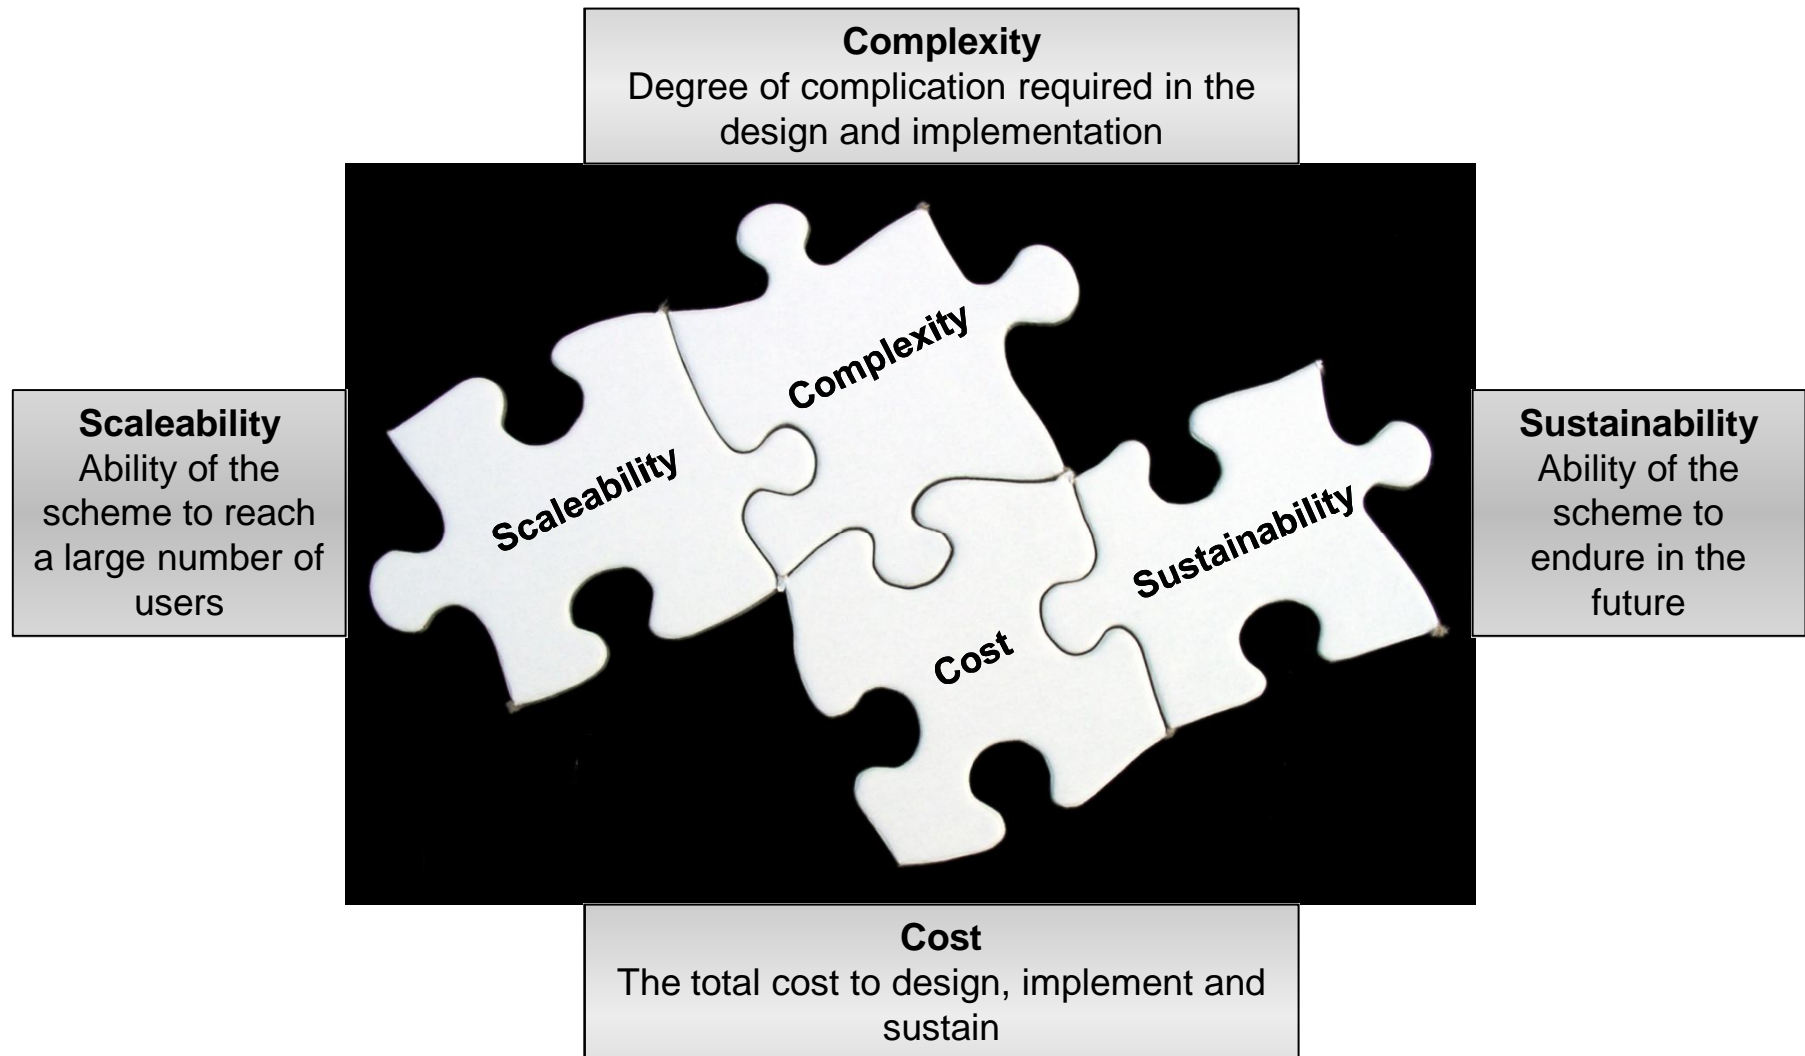 Complexity
Degree of complication required in the
design and implementation
Complexity
Scaleability
Ability of the
scheme to reach
a large number of
users
Scaleability
Sustainability
Sustainability
Ability of the
scheme to
endure in the
future
Cost
Cost
The total cost to design, implement and
sustain